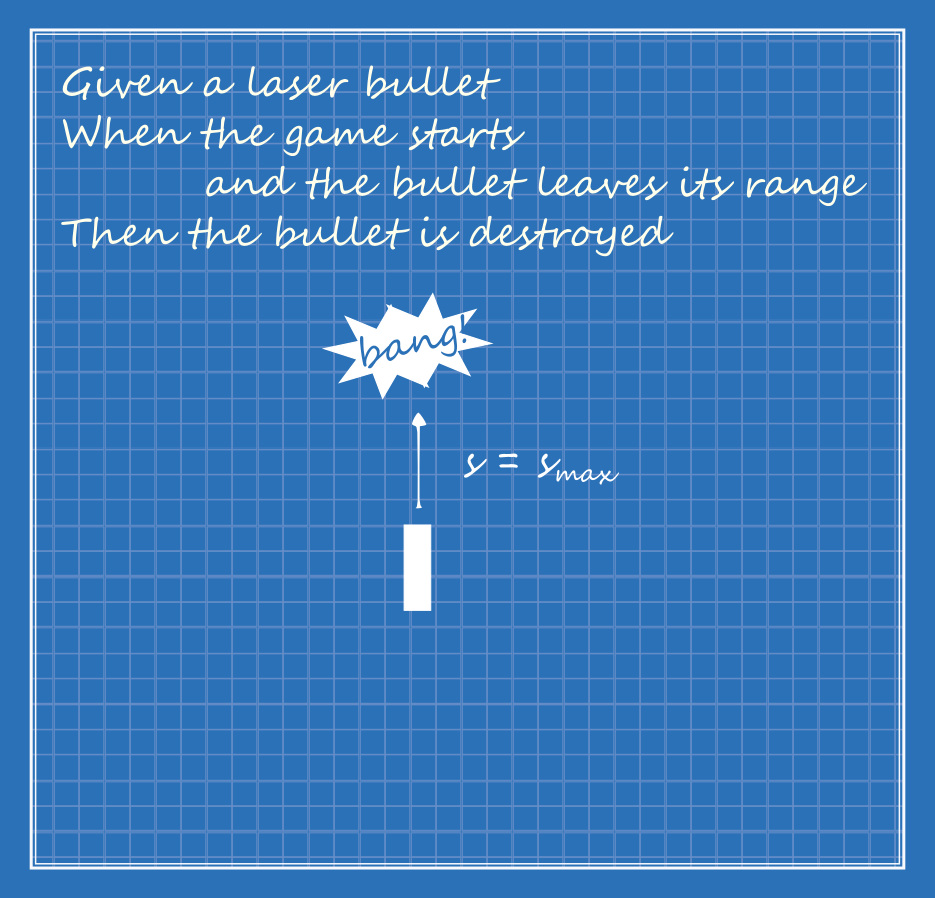 Given a laser bullet
When the game starts
and the bullet leaves its range
Then the bullet is destroyed
bang!
s = smax